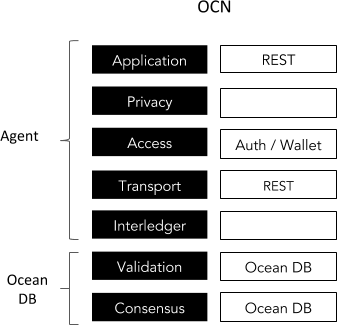 OCN
Application REST
Privacy
Agent
Access Auth / Wallet
Transport REST
Interledger
Validation Ocean DB
Ocean
DB
Consensus Ocean DB